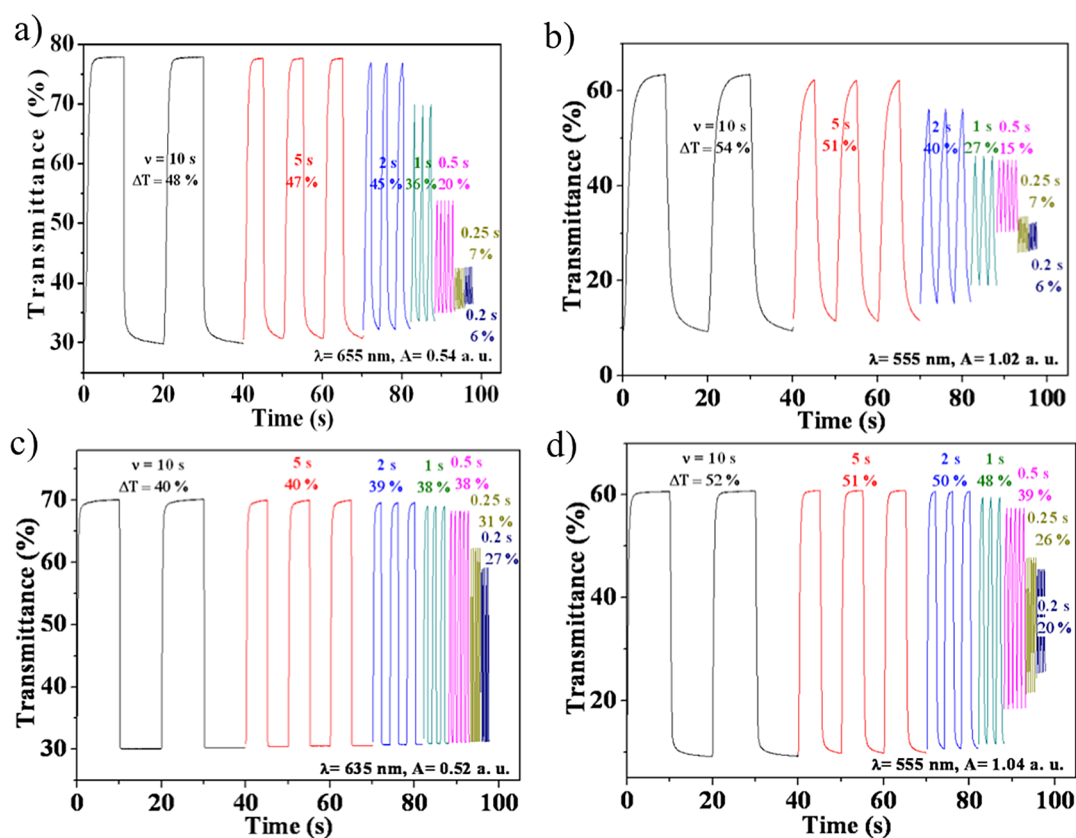 a)
80
70
60
50
40
30
Transmittance (%)
ν = 10 s
ΔT = 48 %
5 s
47 %
2 s
45 %
1 s
36 %
0.5 s
20 %
0.25 s
7 %
0.2 s
6 %
λ= 655 nm, A= 0.54 a. u.
0 20 40 60 80 100
Time (s)
b)
60
40
20
0
Transmittance (%)
ν = 10 s
ΔT = 54 %
5 s
51 %
2 s
40 %
1 s
27 %
0.5 s
15 %
0.25 s
7 %
0.2 s
6 %
λ= 555 nm, A= 1.02 a. u.
0 20 40 60 80 100
Time (s)
c)
80
70
60
50
40
30
Transmittance (%)
ν = 10 s
ΔT = 40 %
5 s
40 %
2 s
39 %
1 s
38 %
0.5 s
38 %
0.25 s
31 %
0.2 s
27 %
λ= 635 nm, A= 0.52 a. u.
0 20 40 60 80 100
Time (s)
d)
60
40
20
Transmittance (%)
ν = 10 s
ΔT = 52 %
5 s
51 %
2 s
50 %
1 s
48 %
0.5 s
39 %
0.25 s
26 %
0.2 s
20 %
λ= 555 nm, A= 1.04 a. u.
0 20 40 60 80 100
Time (s)